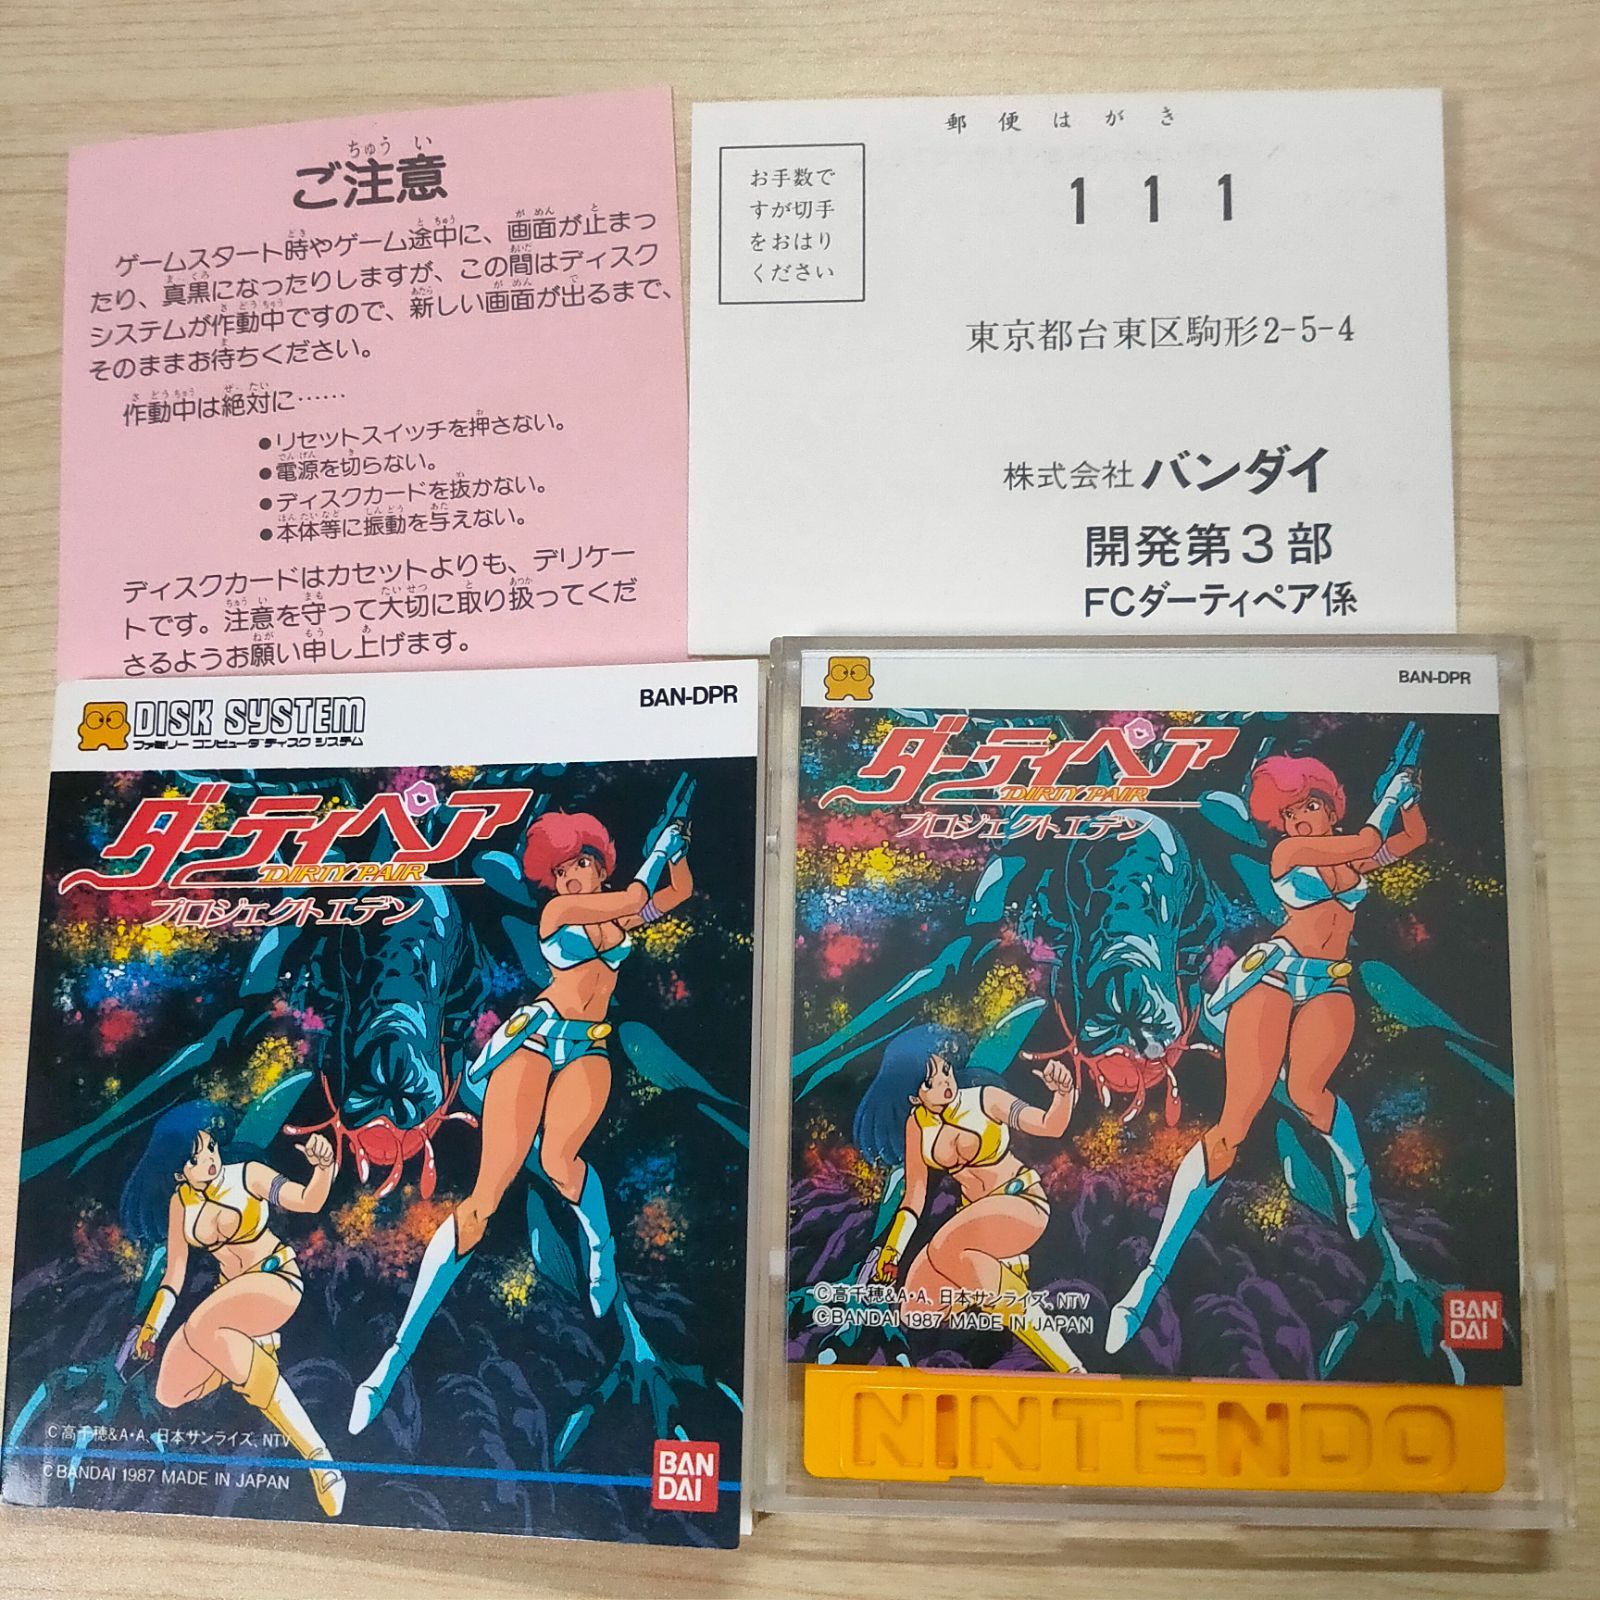 ちゅう い
ご注意
ゲームスタート時やゲーム途中に、画面が止まっ
たり、真黒になったりしますが、この間はディスク
システムが作動中ですので、新しい画面が出るまで、
そのままお待ちください。
作動中は絶対に……
●リセットスイッチを押さない。
●電源を切らない。
●ディスクカードを抜かない。
●本体等に振動を与えない。
ディスクカードはカセットよりも、デリケー
トです。注意を守って大切に取り扱ってくだ
さるようお願い申し上げます。
郵便はがき
お手数で
すが切手
をおはり
ください
111
東京都台東区駒形2-5-4
株式会社 バンダイ
開発第3部
FCダーティペア係
DISK SYSTEM
ファミリー コンピュータ ディスク システム
BAN-DPR
ダーティペア
DIRTY PAIR
プロジェクトエデン
C高千穂&A・A、日本サンライズ、NTV
C BANDAI 1987 MADE IN JAPAN
BAN
DAI
BAN-DPR
ダーティペア
DIRTY PAIR
プロジェクトエデン
©高千穂&A・A、日本サンライズ、NTV
©BANDAI 1987 MADE IN JAPAN
BAN
DAI
NINTENDO